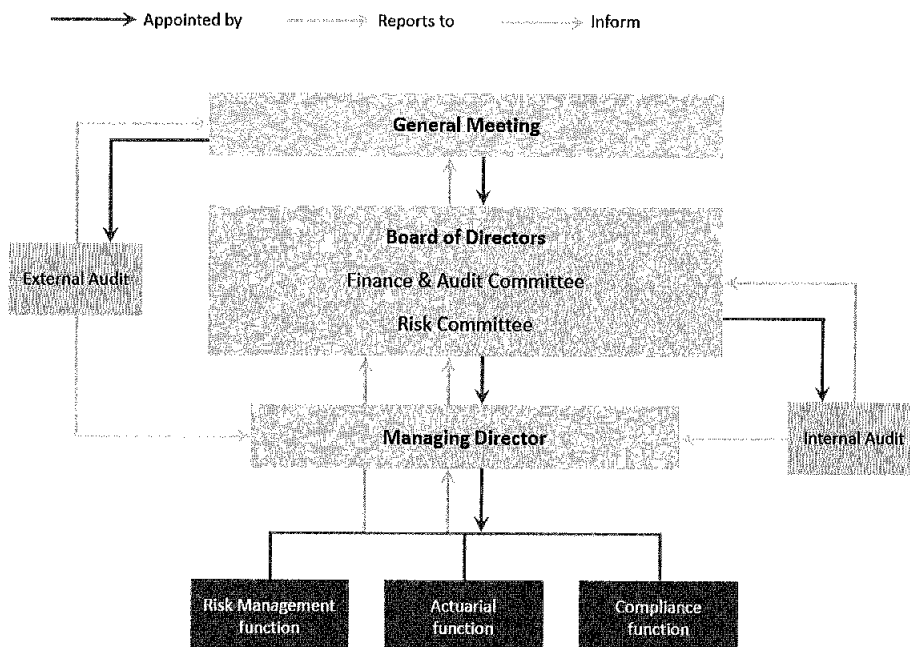 Appointed by
Reports to
Inform
General Meeting
Board of Directors
Finance & Audit Committee
Risk Committee
External Audit
Managing Director
Internal Audit
Risk Management
function
Actuarial
function
Compliance
function